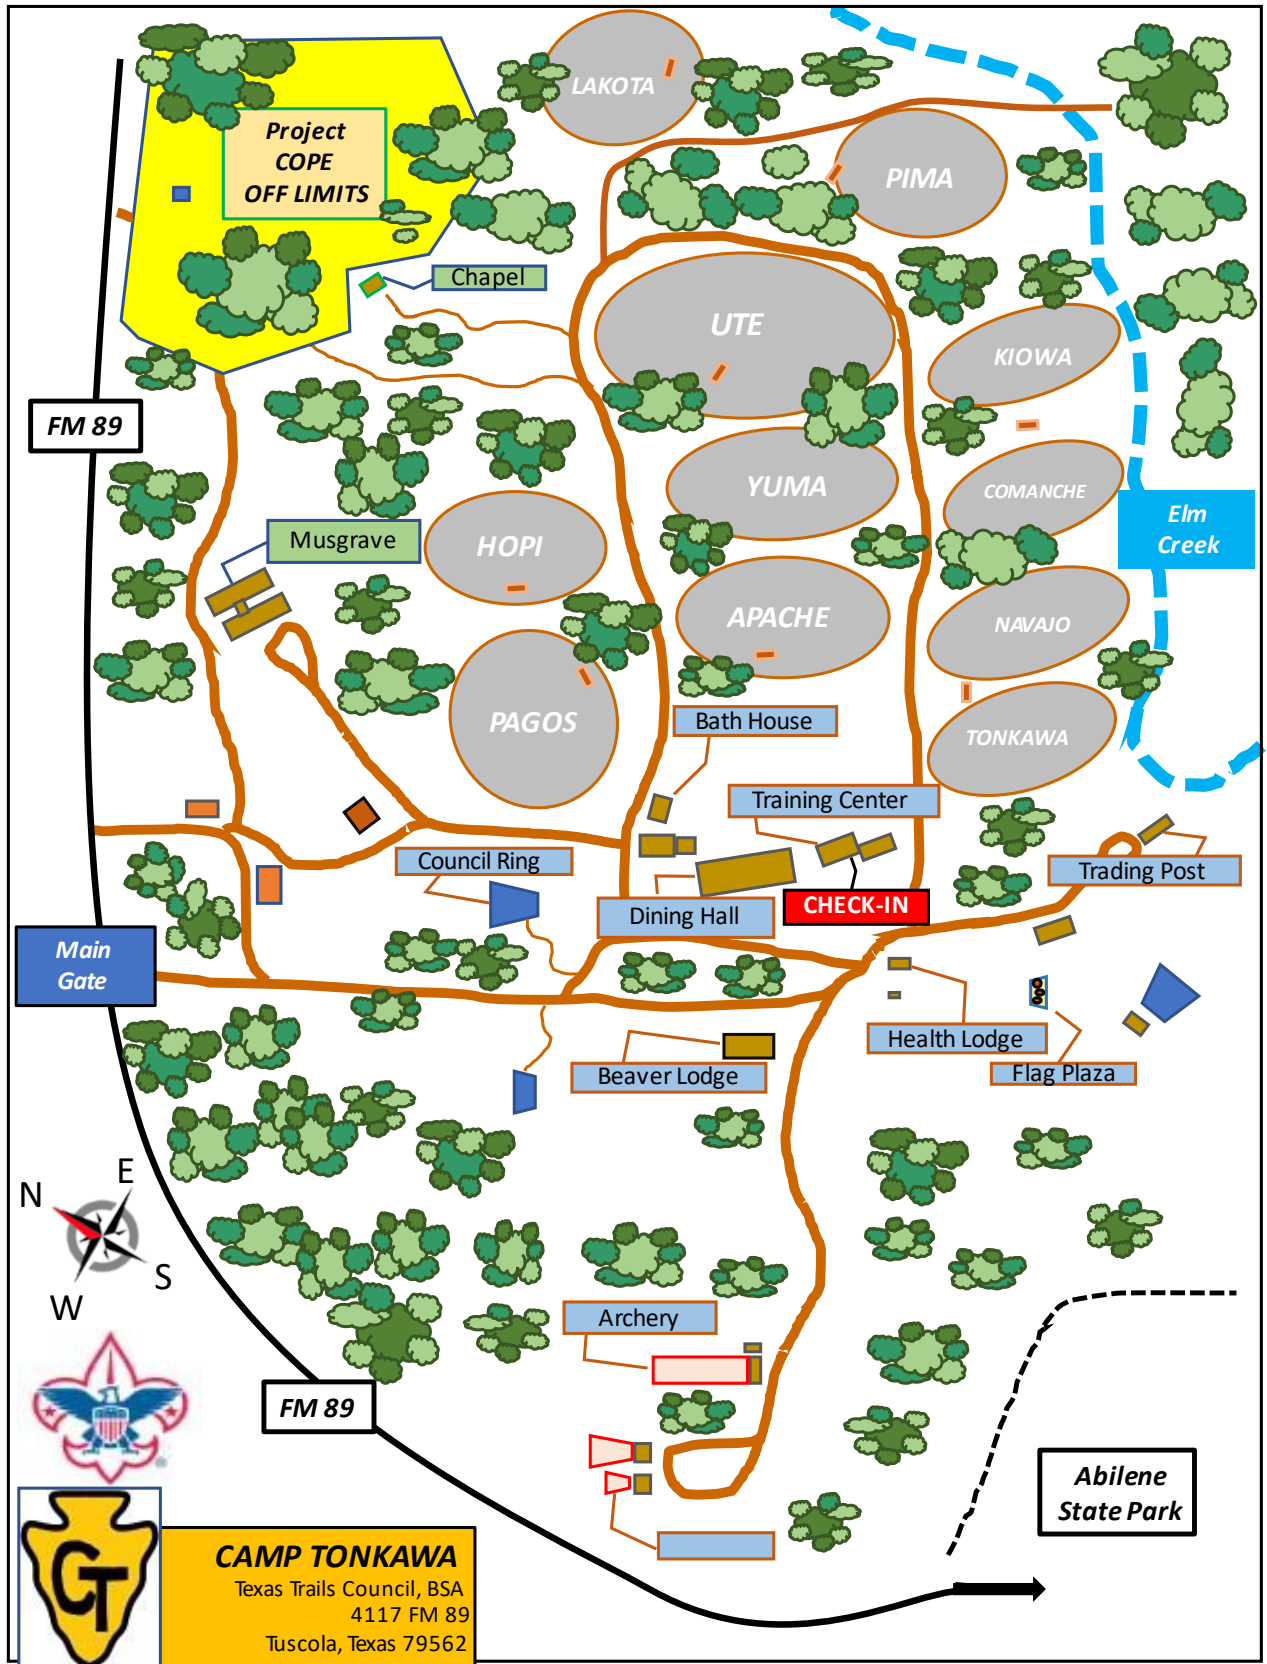 LAKOTA
Project
COPE
OFF LIMITS
PIMA
Chapel
UTE
KIOWA
FM 89
YUMA
COMANCHE
Elm
Creek
Musgrave
HOPI
APACHE
NAVAJO
PAGOS
Bath House
TONKAWA
Training Center
Council Ring
Trading Post
Dining Hall
CHECK-IN
Main
Gate
Health Lodge
Beaver Lodge
Flag Plaza
N
E
S
W
Archery
FM 89
Abilene
State Park
CT
CAMP TONKAWA
Texas Trails Council, BSA
4117 FM 89
Tuscola, Texas 79562